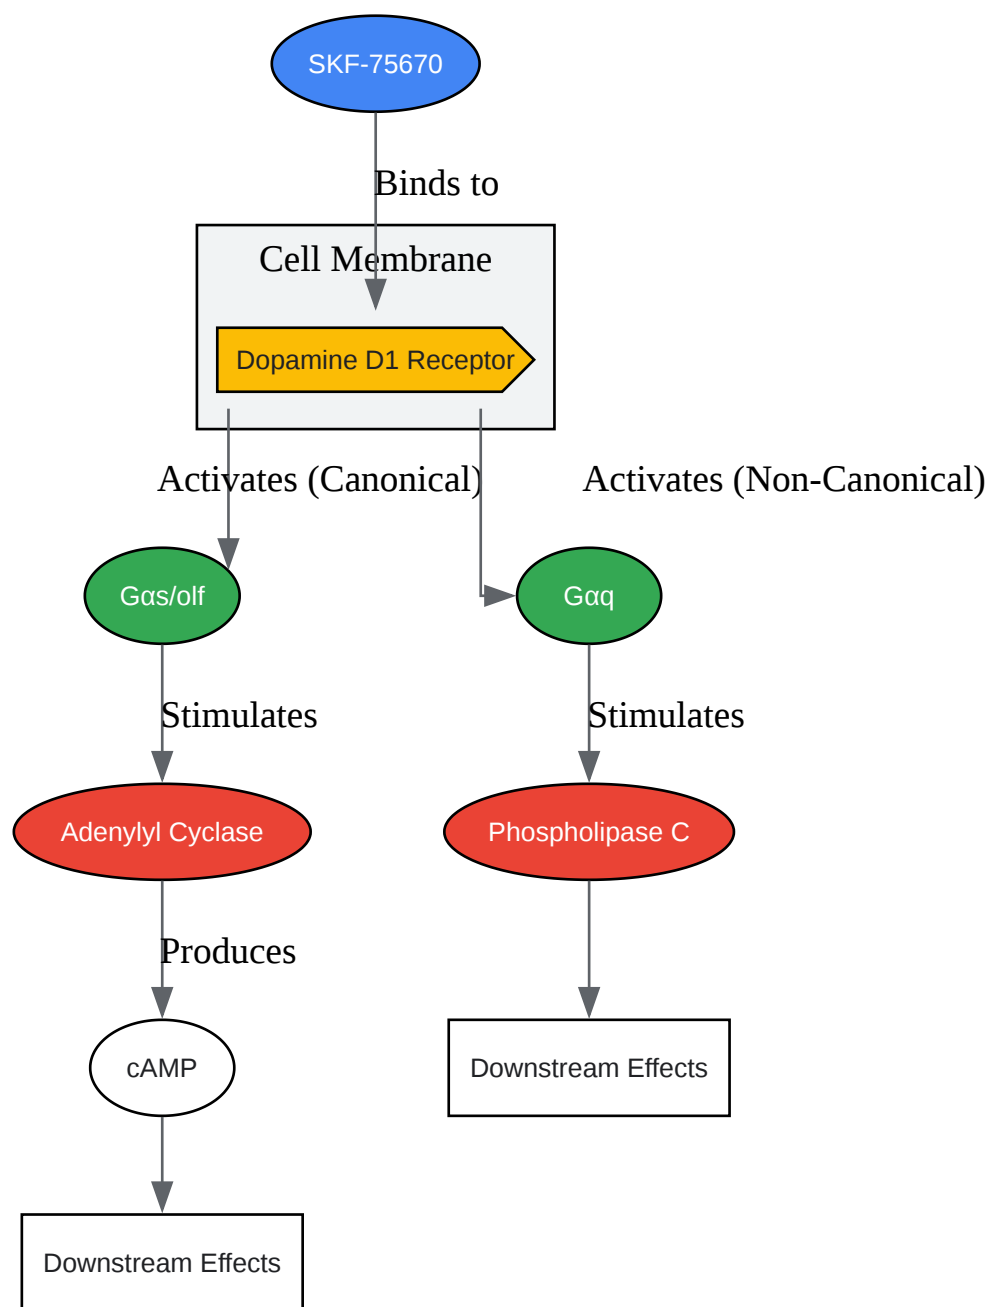 SKF-75670
Binds to
Cell Membrane
Dopamine D1 Receptor
Activates (Canonical)
Activates (Non-Canonical)
Gαs/olf
Gαq
Stimulates
Stimulates
Adenylyl Cyclase
Phospholipase C
Produces
cAMP
Downstream Effects
Downstream Effects